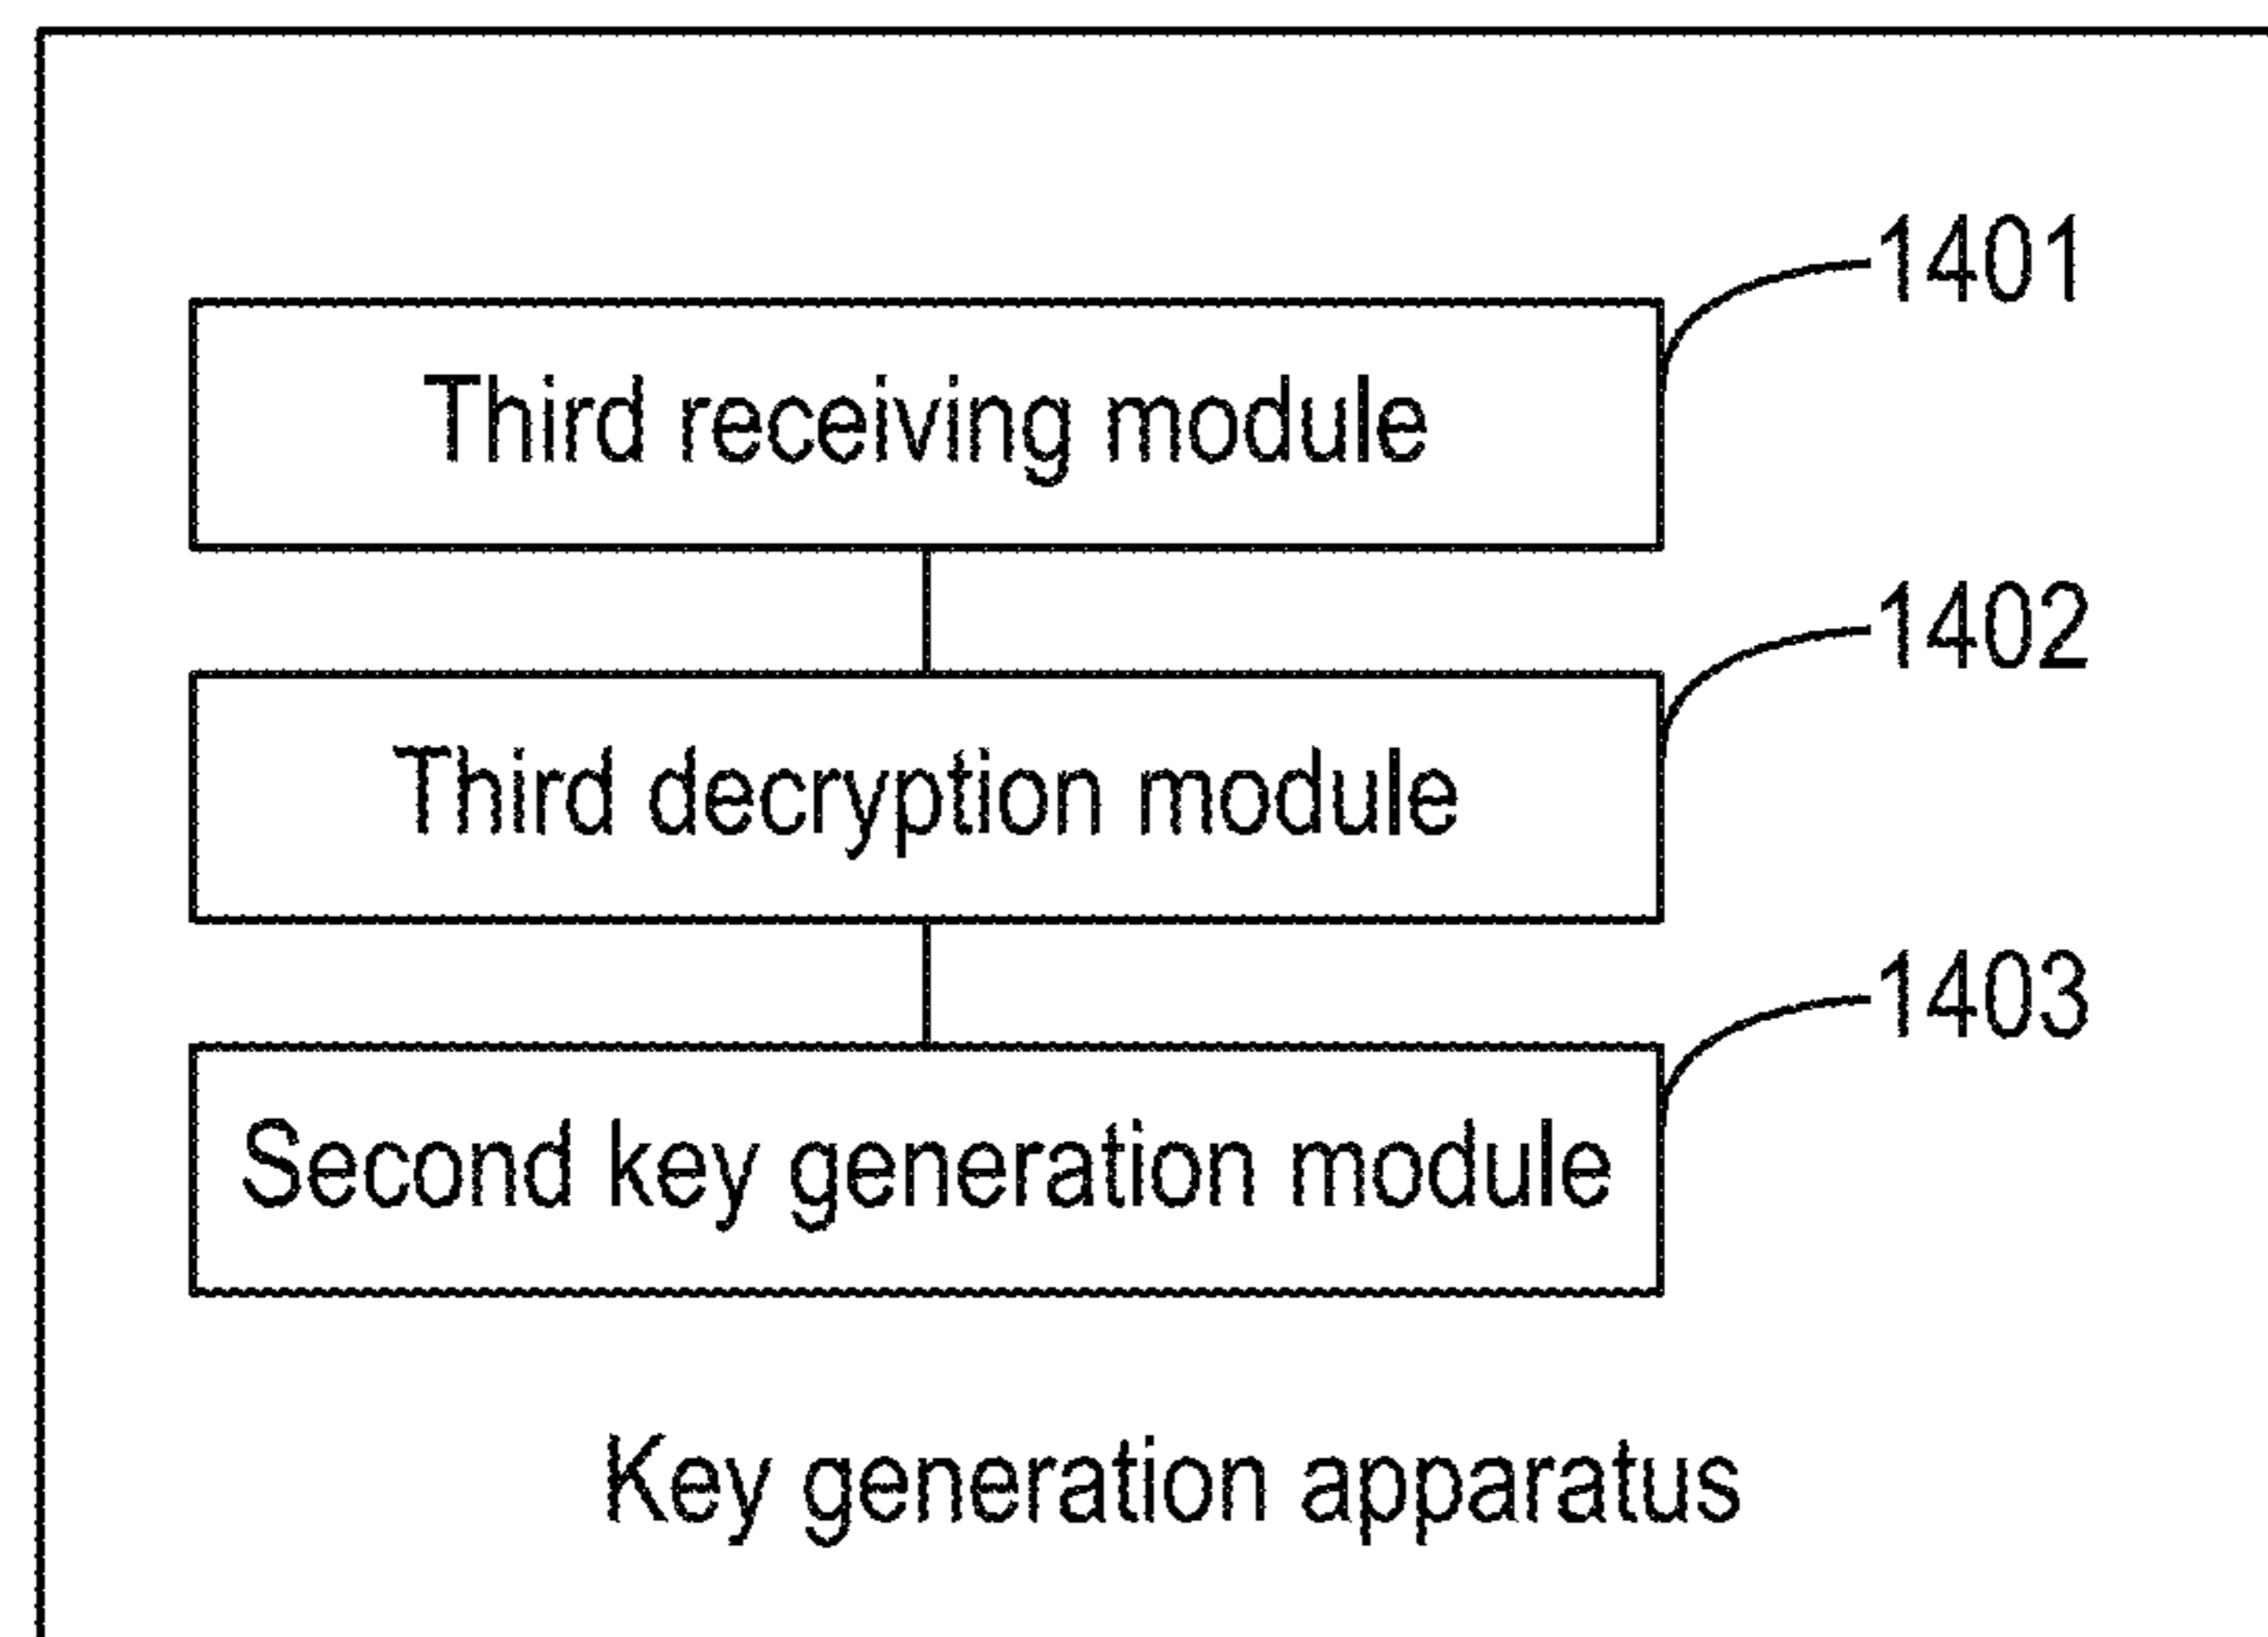 1401
Third receiving module
1402
Third decryption module
1403
Second key generation module
Key generation apparatus